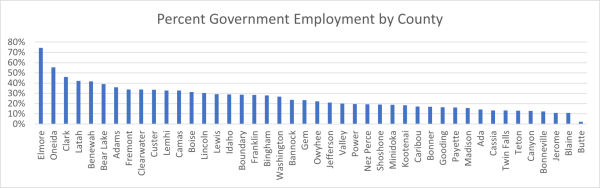 Percent Government Employment by County
80%
70%
60%
50%
40%
30%
20%
10%
0%
Elmore
Oneida
Clark
Latah
Benewah
Bear Lake
Adams
Fremont
Clearwater
Custer
Lemhi
Camas
Boise
Lincoln
Lewis
Idaho
Boundary
Franklin
Bingham
Washington
Bannock
Gem
Owyhee
Jefferson
Valley
Power
Nez Perce
Shoshone
Minidoka
Kootenai
Caribou
Bonner
Gooding
Payette
Madison
Ada
Cassia
Twin Falls
Teton
Canyon
Bonneville
Jerome
Blaine
Butte